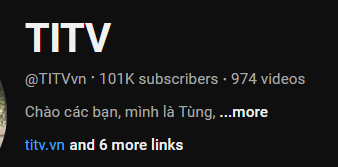 TITV
@TITVvn · 101K subscribers · 974 videos
Chào các bạn, mình là Tùng, ...more
titv.vn and 6 more links